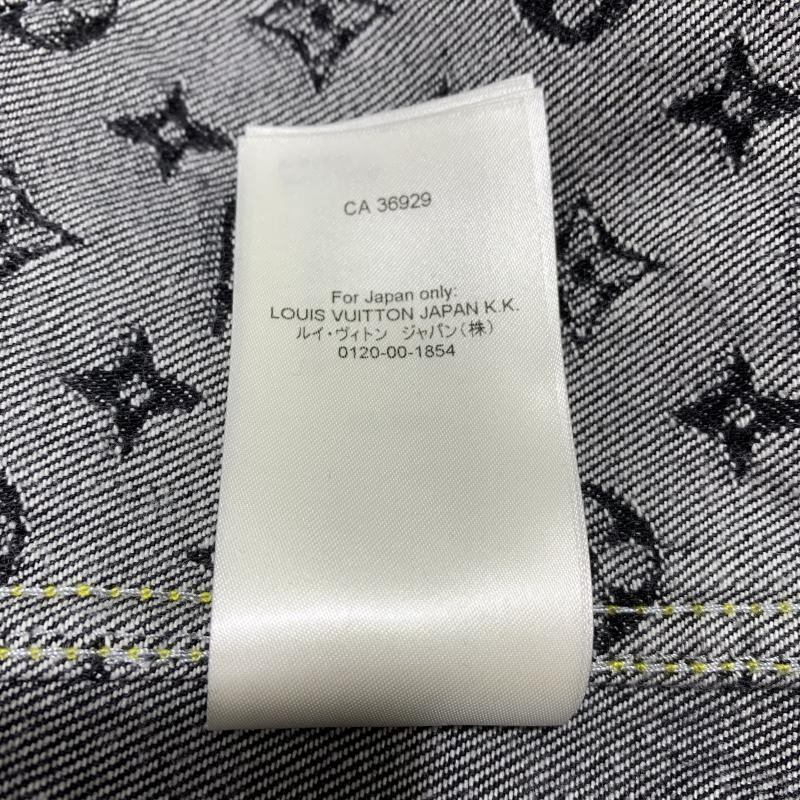 CA 36929
For Japan only:
LOUIS VUITTON JAPAN K.K.
ルイ・ヴィトン ジャパン(株)
0120-00-1854